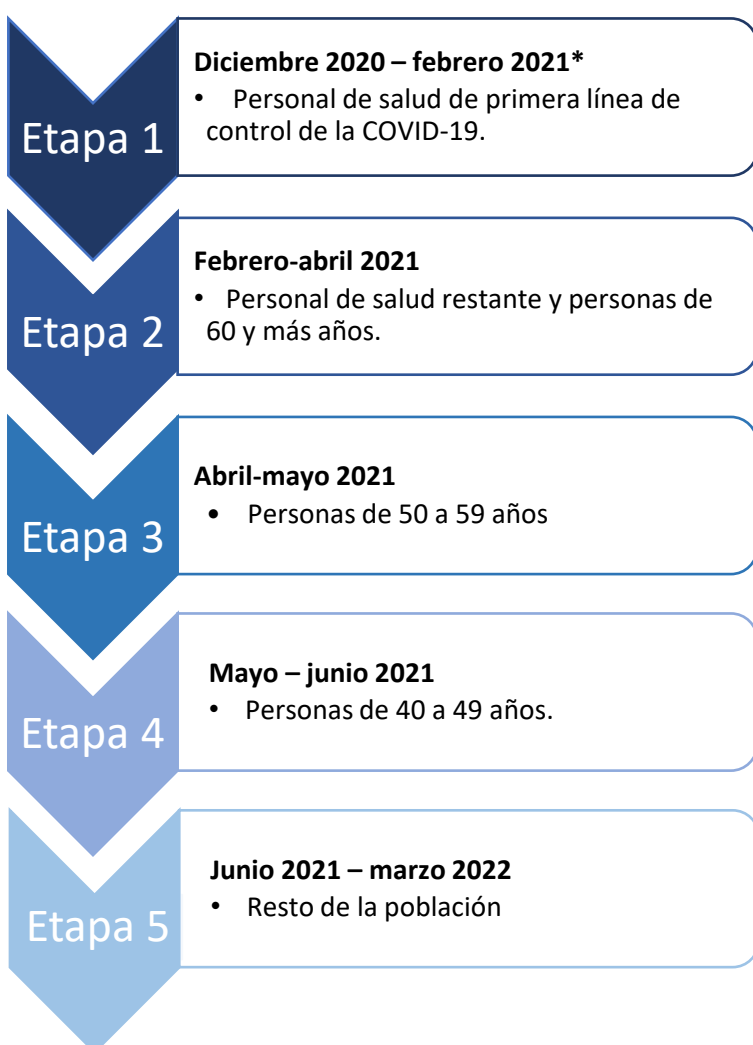 Etapa 1
Diciembre 2020 – febrero 2021*
• Personal de salud de primera línea de
control de la COVID-19.
Etapa 2
Febrero-abril 2021
• Personal de salud restante y personas de
60 y más años.
Etapa 3
Abril-mayo 2021
• Personas de 50 a 59 años
Etapa 4
Mayo – junio 2021
• Personas de 40 a 49 años.
Etapa 5
Junio 2021 – marzo 2022
• Resto de la población